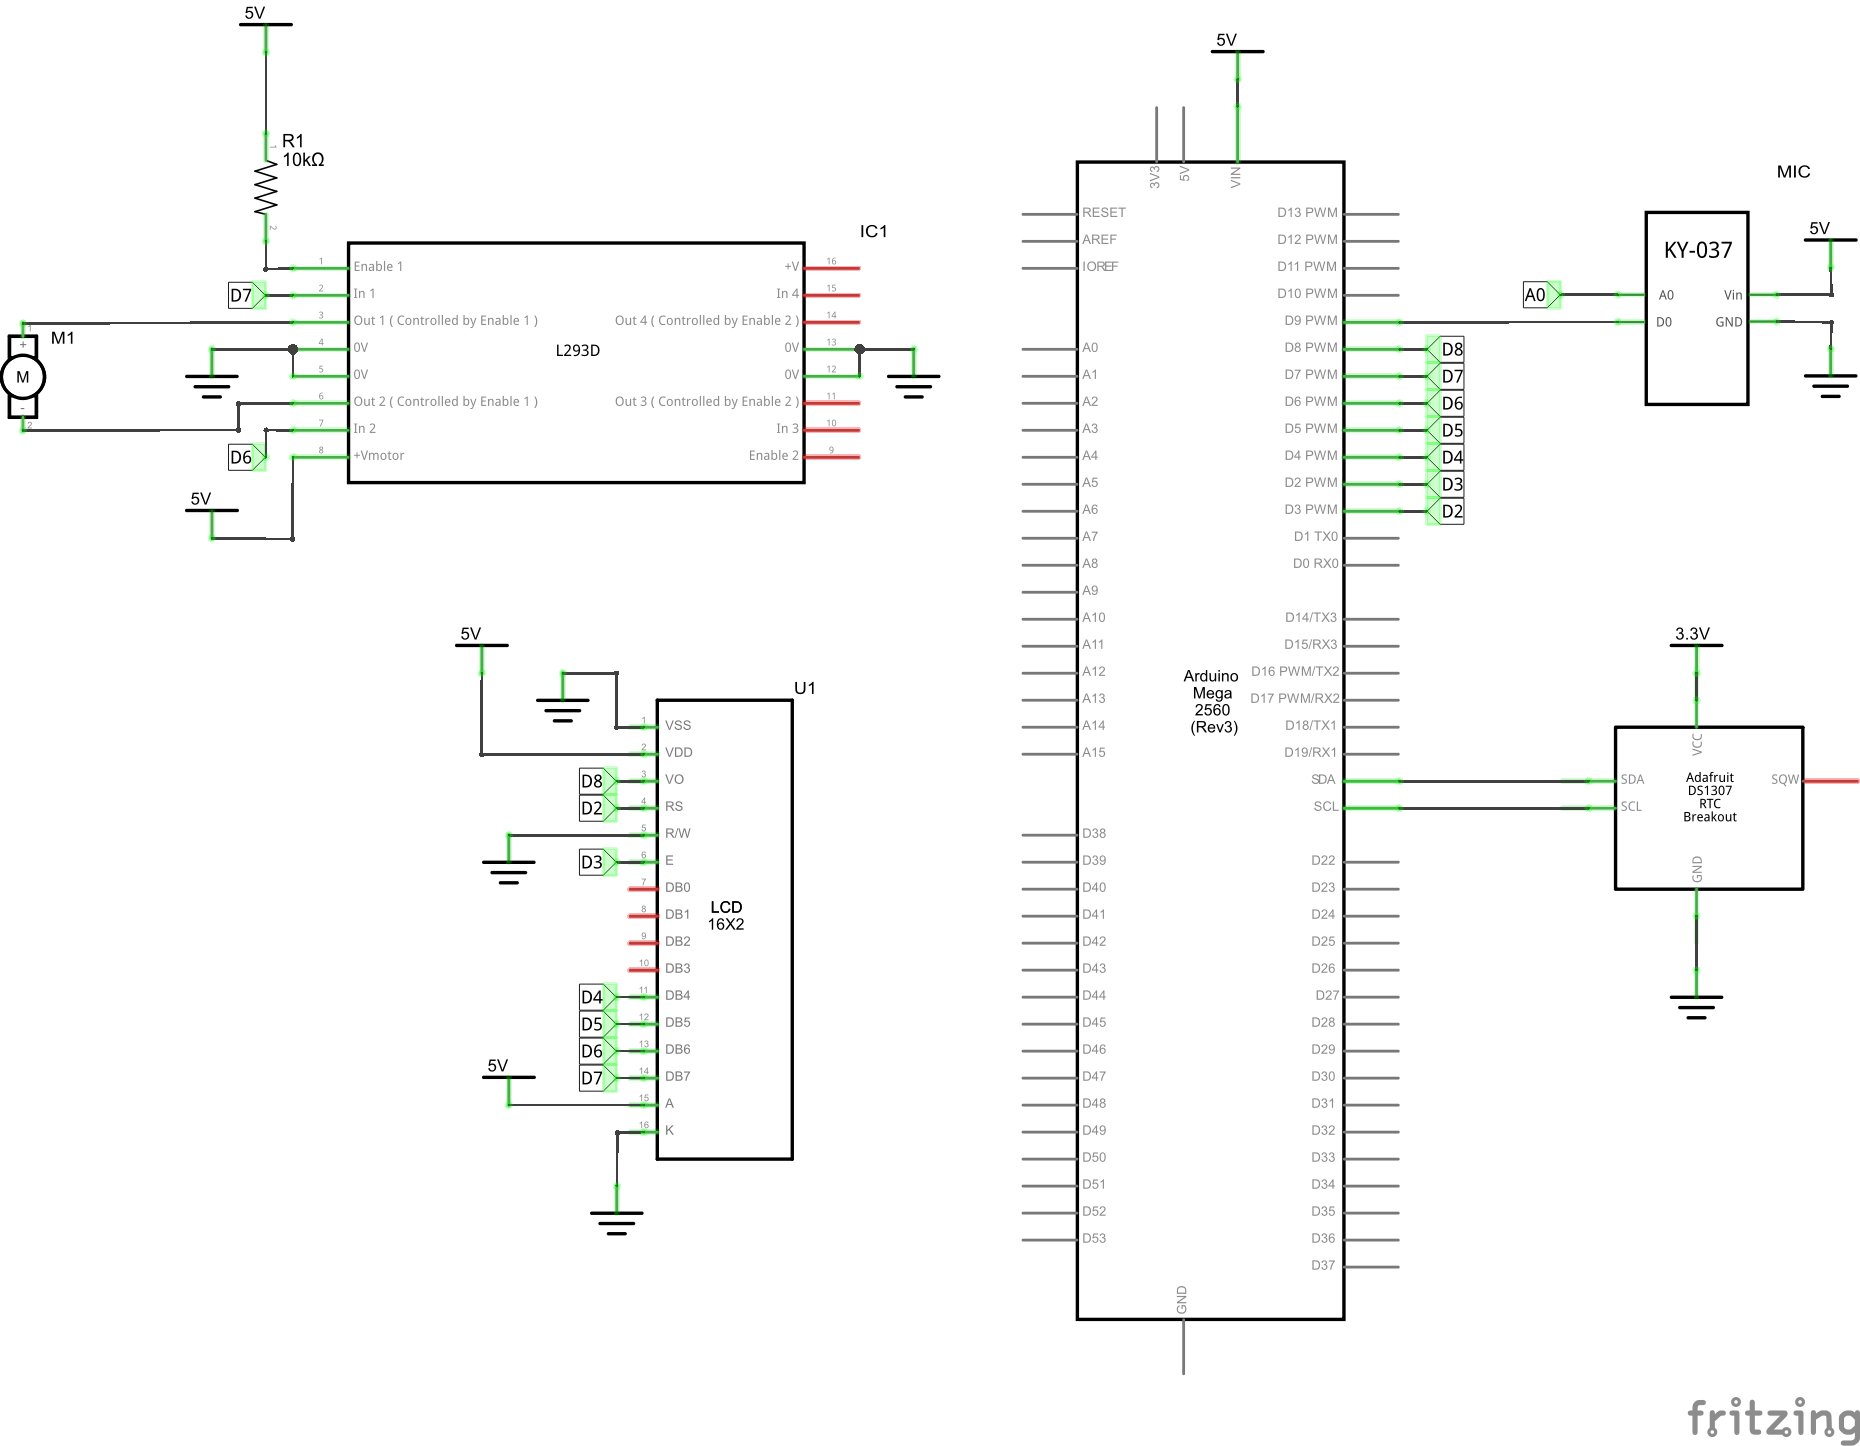 5V
R1
10kΩ
1
2
IC1
L293D
1 Enable 1
D7 2 In 1
3 Out 1 ( Controlled by Enable 1 )
4 0V
5 0V
6 Out 2 ( Controlled by Enable 1 )
D6 7 In 2
8 +Vmotor
5V
+V 16
In 4 15
Out 4 ( Controlled by Enable 2 ) 14
0V 13
0V 12
Out 3 ( Controlled by Enable 2 ) 11
In 3 10
Enable 2 9
M1
1
+
M
-
2
5V
U1
LCD
16X2
1 VSS
2 VDD
D8 3 VO
D2 4 RS
5 R/W
D3 6 E
7 DB0
8 DB1
9 DB2
10 DB3
D4 11 DB4
D5 12 DB5
D6 13 DB6
D7 14 DB7
5V
15 A
16 K
5V
3V3
5V
VIN
RESET
AREF
IOREF
A0
A1
A2
A3
A4
A5
A6
A7
A8
A9
A10
A11
A12
A13
A14
A15
D38
D39
D40
D41
D42
D43
D44
D45
D46
D47
D48
D49
D50
D51
D52
D53
Arduino
Mega
2560
(Rev3)
D13 PWM
D12 PWM
D11 PWM
D10 PWM
D9 PWM
D8 PWM D8
D7 PWM D7
D6 PWM D6
D5 PWM D5
D4 PWM D4
D2 PWM D3
D3 PWM D2
D1 TX0
D0 RX0
D14/TX3
D15/RX3
D16 PWM/TX2
D17 PWM/RX2
D18/TX1
D19/RX1
SDA
SCL
D22
D23
D24
D25
D26
D27
D28
D29
D30
D31
D32
D33
D34
D35
D36
D37
GND
MIC
KY-037
5V
A0 A0 Vin
D0 GND
3.3V
VCC
SDA SQW
SCL
Adafruit
DS1307
RTC
Breakout
GND
fritzing